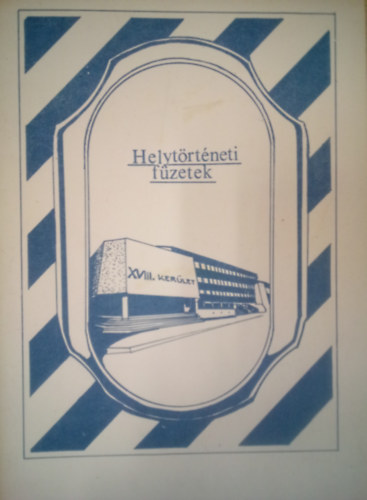 Helytörténeti
füzetek
XVIII. KERÜLET